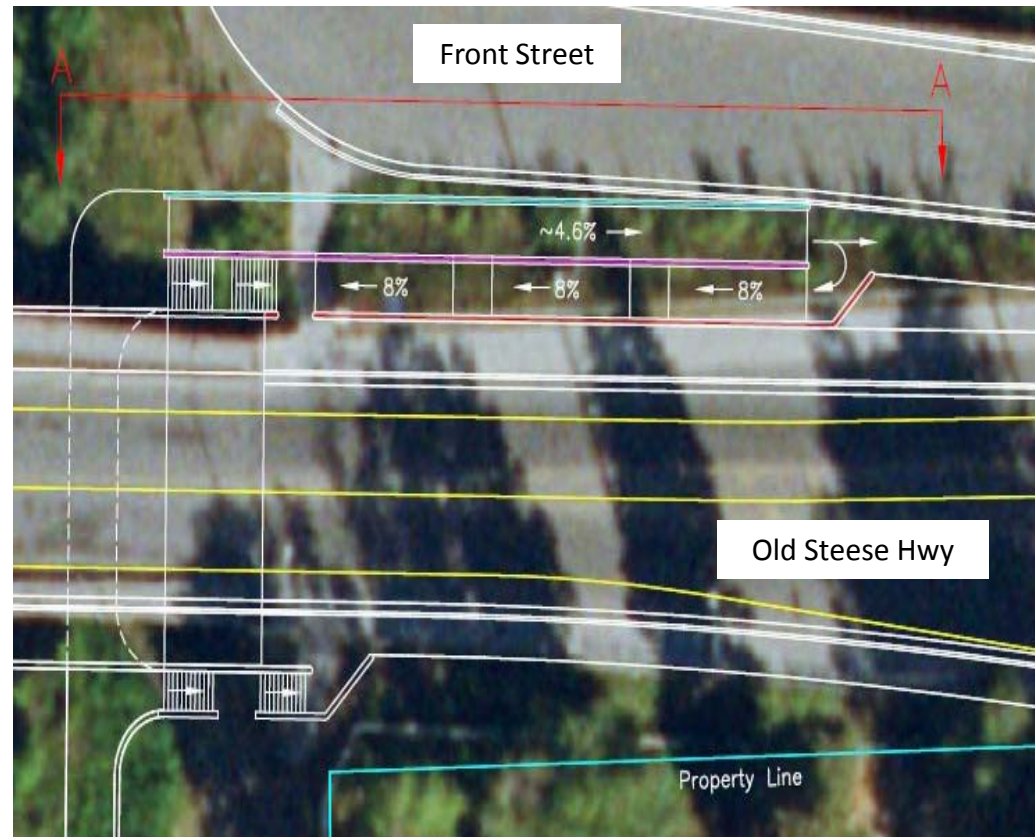 Front Street
A
A
~4.6%
8%
8%
8%
Old Steese Hwy
Property Line